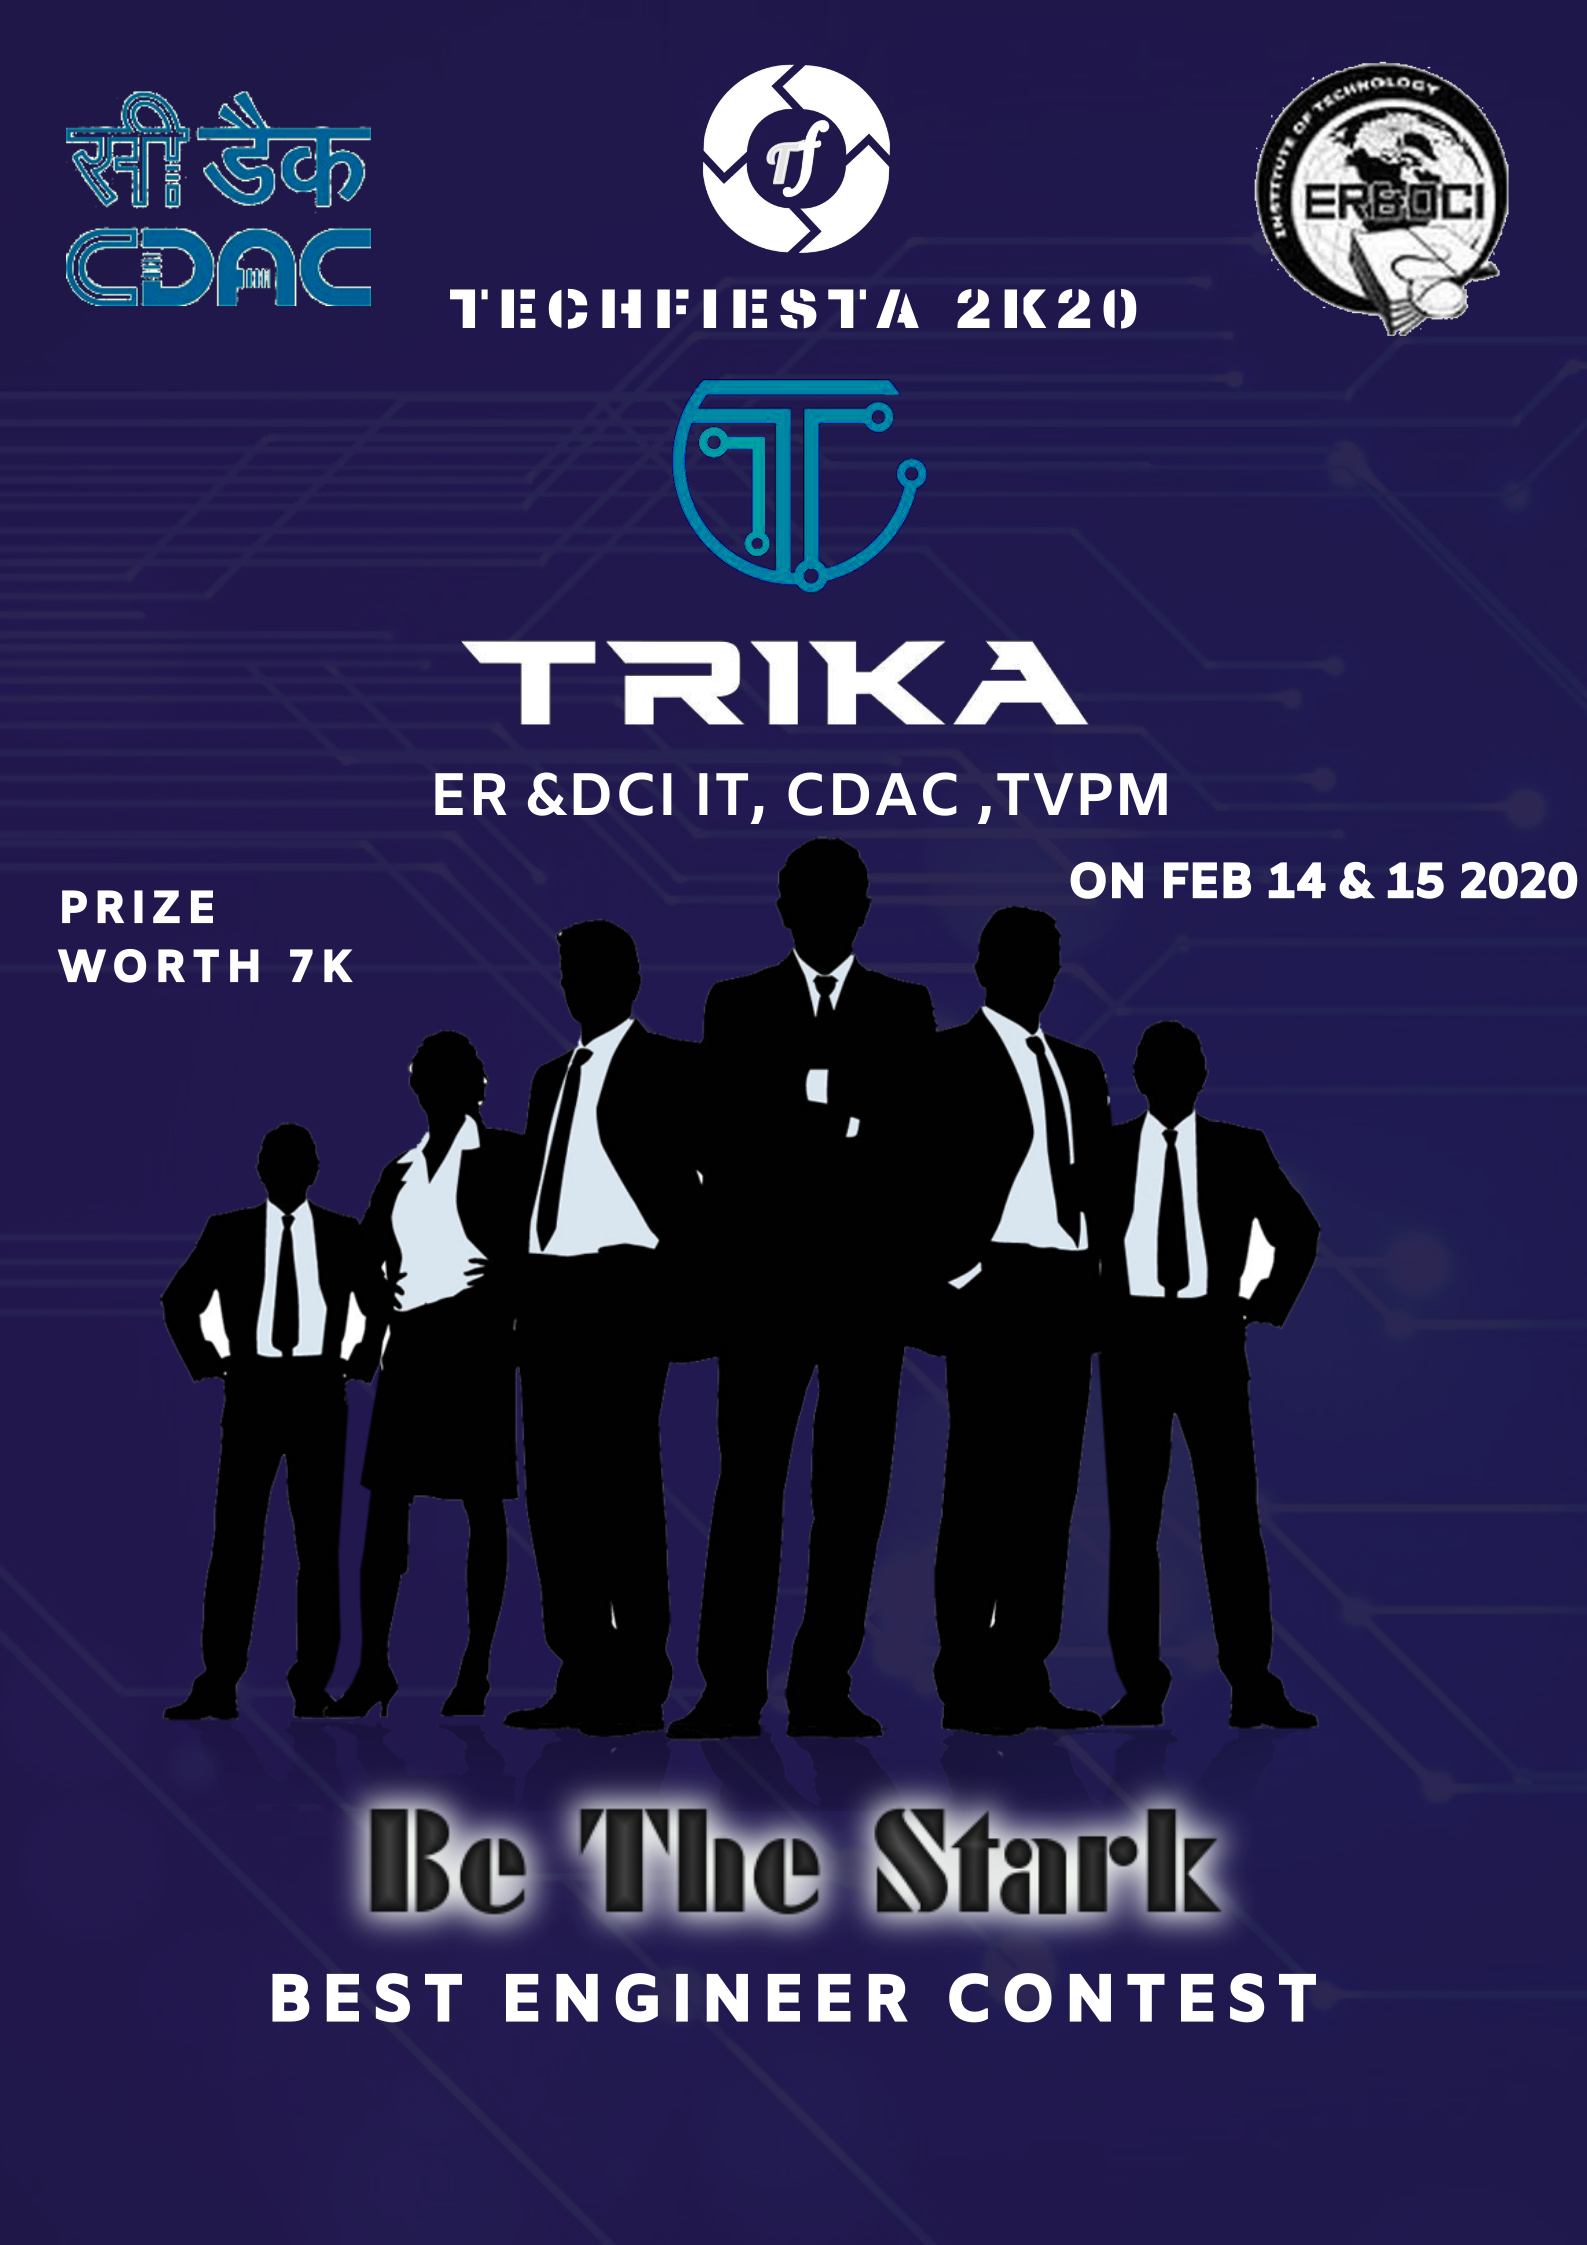 सी डैक
CDAC
Tf
INSTITUTE OF TECHNOLOGY
ER&DCI
TECHFIESTA 2K20
TRIKA
ER &DCI IT, CDAC ,TVPM
ON FEB 14 & 15 2020
PRIZE
WORTH 7K
Be The Stark
BEST ENGINEER CONTEST